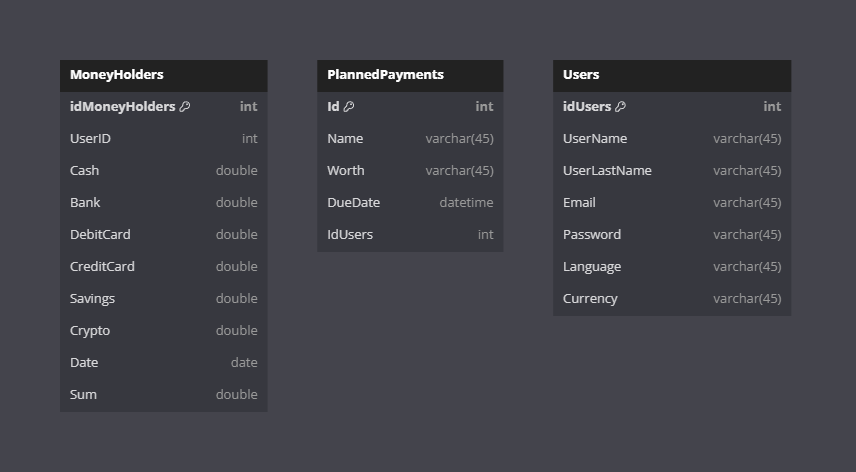 MoneyHolders
idMoneyHolders int
UserID int
Cash double
Bank double
DebitCard double
CreditCard double
Savings double
Crypto double
Date date
Sum double
PlannedPayments
Id int
Name varchar(45)
Worth varchar(45)
DueDate datetime
IdUsers int
Users
idUsers int
UserName varchar(45)
UserLastName varchar(45)
Email varchar(45)
Password varchar(45)
Language varchar(45)
Currency varchar(45)